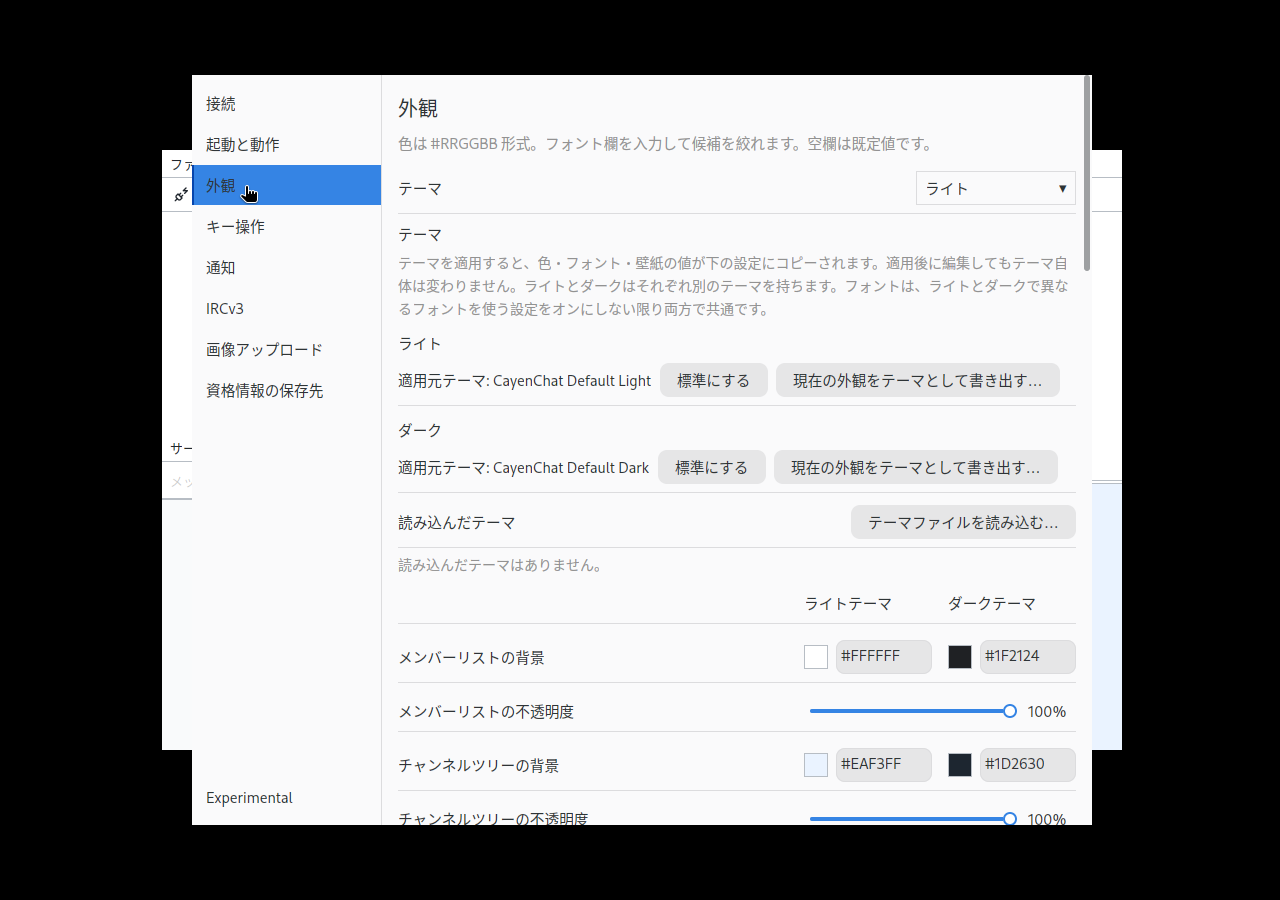 接続
起動と動作
外観
キー操作
通知
IRCv3
画像アップロード
資格情報の保存先
Experimental
ファ
サー
メッ
外観
色は #RRGGBB 形式。フォント欄を入力して候補を絞れます。空欄は既定値です。
テーマ
ライト
テーマ
テーマを適用すると、色・フォント・壁紙の値が下の設定にコピーされます。適用後に編集してもテーマ自
体は変わりません。ライトとダークはそれぞれ別のテーマを持ちます。フォントは、ライトとダークで異な
るフォントを使う設定をオンにしない限り両方で共通です。
ライト
適用元テーマ: CayenChat Default Light 標準にする 現在の外観をテーマとして書き出す…
ダーク
適用元テーマ: CayenChat Default Dark 標準にする 現在の外観をテーマとして書き出す…
読み込んだテーマ テーマファイルを読み込む…
読み込んだテーマはありません。
ライトテーマ ダークテーマ
メンバーリストの背景 #FFFFFF #1F2124
メンバーリストの不透明度 100%
チャンネルツリーの背景 #EAF3FF #1D2630
チャンネルツリーの不透明度 100%